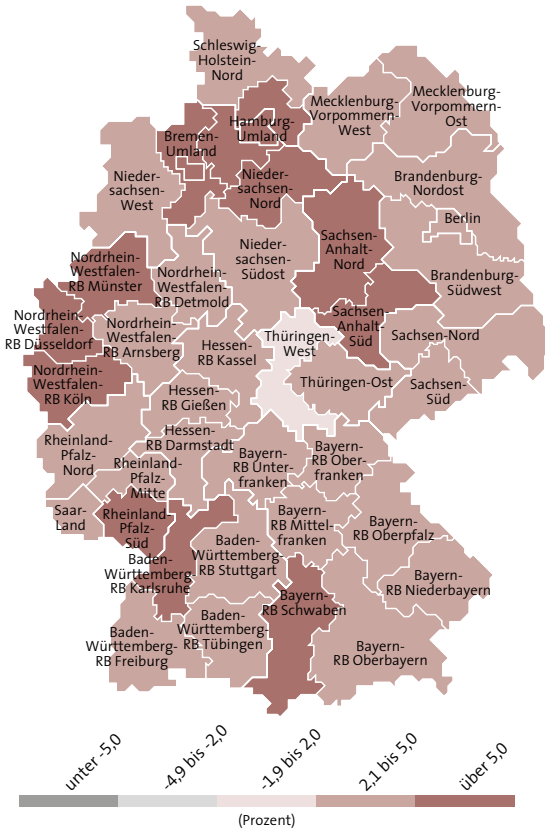 Schleswig-
Holstein-
Nord
Mecklenburg-
Vorpommern-
West
Mecklenburg-
Vorpommern-
Ost
Hamburg-
Umland
Bremen-
Umland
Nieder-
sachsen-
West
Nieder-
sachsen-
Nord
Brandenburg-
Nordost
Berlin
Sachsen-
Anhalt-
Nord
Nieder-
sachsen-
Südost
Brandenburg-
Südwest
Nordrhein-
Westfalen-
RB Münster
Nordrhein-
Westfalen-
RB Detmold
Nordrhein-
Westfalen-
RB Düsseldorf
Nordrhein-
Westfalen-
RB Arnsberg
Hessen-
RB Kassel
Thüringen-
West
Sachsen-
Anhalt-
Süd
Sachsen-Nord
Nordrhein-
Westfalen-
RB Köln
Hessen-
RB Gießen
Thüringen-Ost
Sachsen-
Süd
Rheinland-
Pfalz-
Nord
Hessen-
RB Darmstadt
Rheinland-
Pfalz-
Mitte
Bayern-
RB Unter-
franken
Bayern-
RB Ober-
franken
Saar-
Land
Rheinland-
Pfalz-
Süd
Baden-
Württemberg-
RB Karlsruhe
Baden-
Württemberg-
RB Stuttgart
Bayern-
RB Mittel-
franken
Bayern-
RB Oberpfalz
Bayern-
RB Niederbayern
Bayern-
RB Schwaben
Baden-
Württemberg-
RB Freiburg
Baden-
Württemberg-
RB Tübingen
Bayern-
RB Oberbayern
unter -5,0
-4,9 bis -2,0
-1,9 bis 2,0
2,1 bis 5,0
über 5,0
(Prozent)